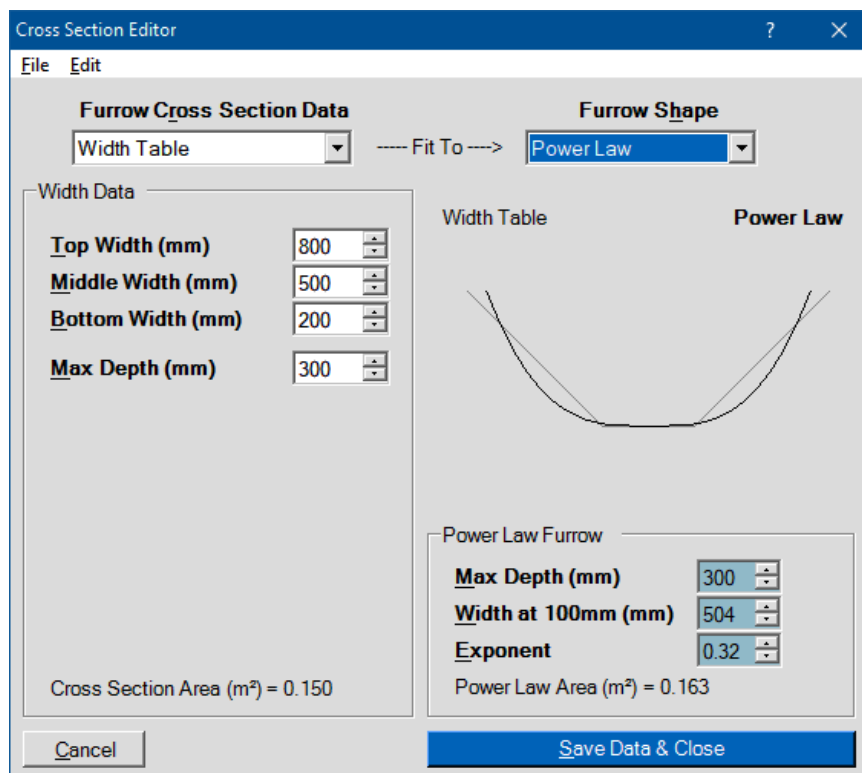 Cross Section Editor ? ×
File Edit
Furrow Cross Section Data Furrow Shape
Width Table ----- Fit To ----> Power Law
Width Data
Top Width (mm) 800
Middle Width (mm) 500
Bottom Width (mm) 200
Max Depth (mm) 300
Cross Section Area (m²) = 0.150
Width Table Power Law
Power Law Furrow
Max Depth (mm) 300
Width at 100mm (mm) 504
Exponent 0.32
Power Law Area (m²) = 0.163
Cancel Save Data & Close